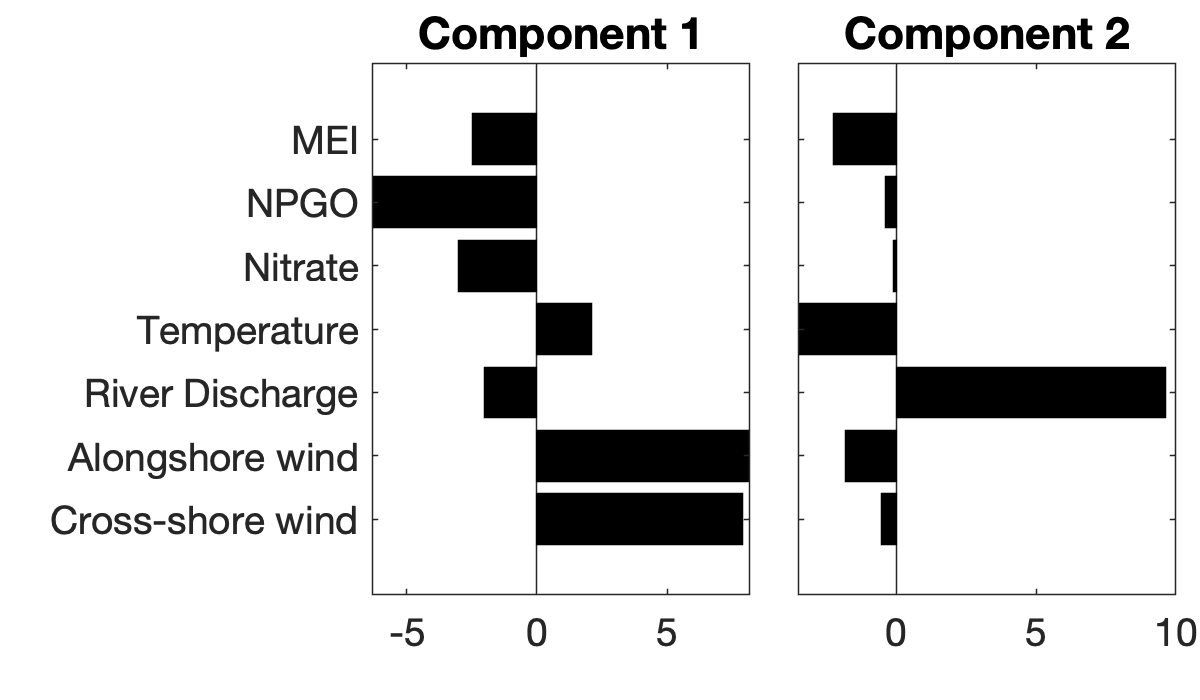 Component 1
Component 2
MEI
NPGO
Nitrate
Temperature
River Discharge
Alongshore wind
Cross-shore wind
-5 0 5
0 5 10